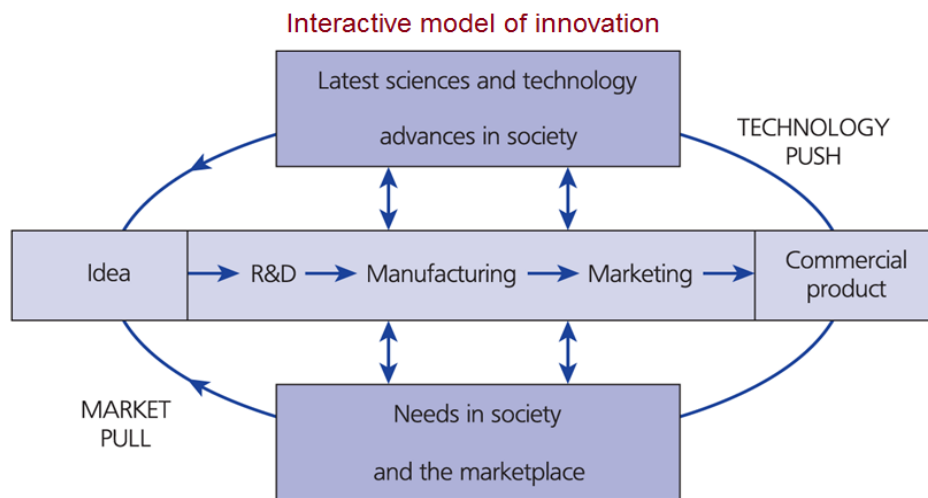 Interactive model of innovation
Latest sciences and technology
advances in society
TECHNOLOGY
PUSH
Idea
R&D
Manufacturing
Marketing
Commercial
product
MARKET
PULL
Needs in society
and the marketplace